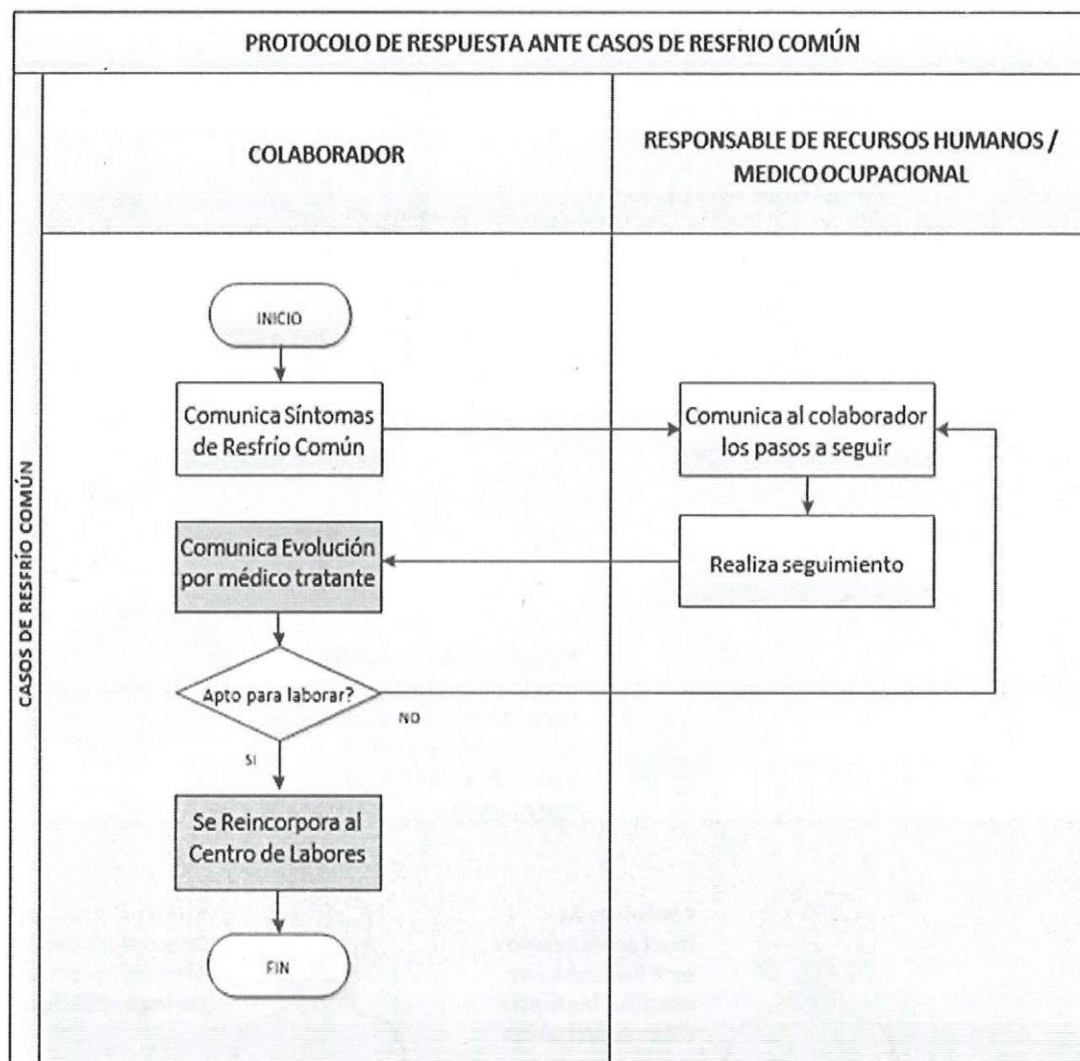 PROTOCOLO DE RESPUESTA ANTE CASOS DE RESFRIO COMÚN
COLABORADOR
RESPONSABLE DE RECURSOS HUMANOS /
MEDICO OCUPACIONAL
CASOS DE RESFRÍO COMÚN
INICIO
Comunica Síntomas
de Resfrío Común
Comunica al colaborador
los pasos a seguir
Comunica Evolución
por médico tratante
Realiza seguimiento
Apto para laborar?
NO
SI
Se Reincorpora al
Centro de Labores
FIN